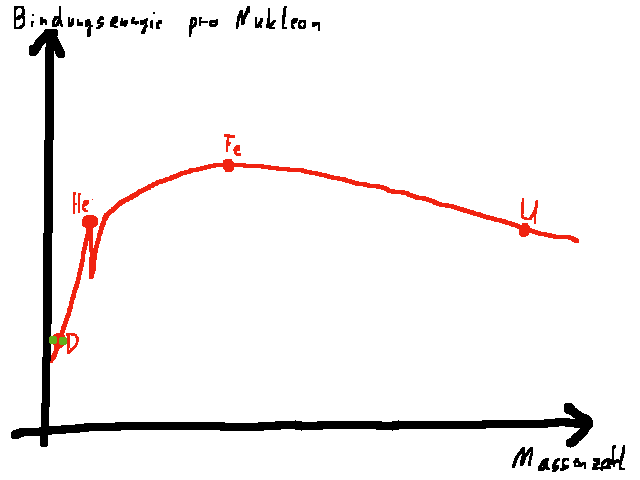 Bindungsenergie pro Nukleon
Fe
He
U
D
Massenzahl